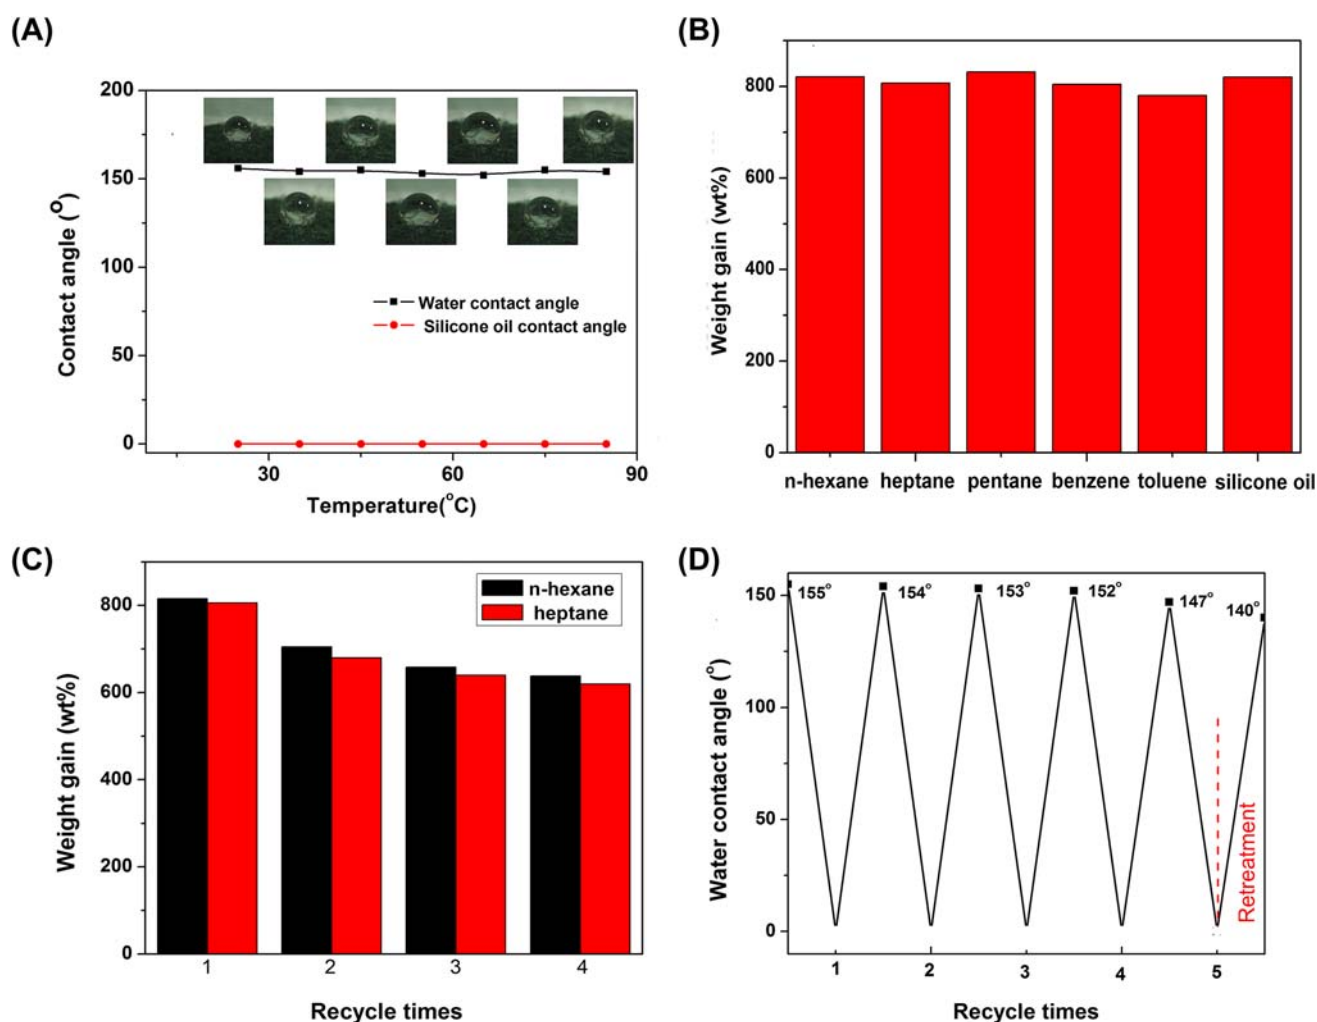 (A)
200
150
100
50
0
Contact angle (°)
Water contact angle
Silicone oil contact angle
30
60
90
Temperature(°C)
(B)
800
600
400
200
0
Weight gain (wt%)
n-hexane heptane pentane benzene toluene silicone oil
(C)
800
600
400
200
0
Weight gain (wt%)
n-hexane
heptane
1
2
3
4
Recycle times
(D)
150
100
50
0
Water contact angle (°)
155°
154°
153°
152°
147°
140°
Retreatment
1
2
3
4
5
Recycle times